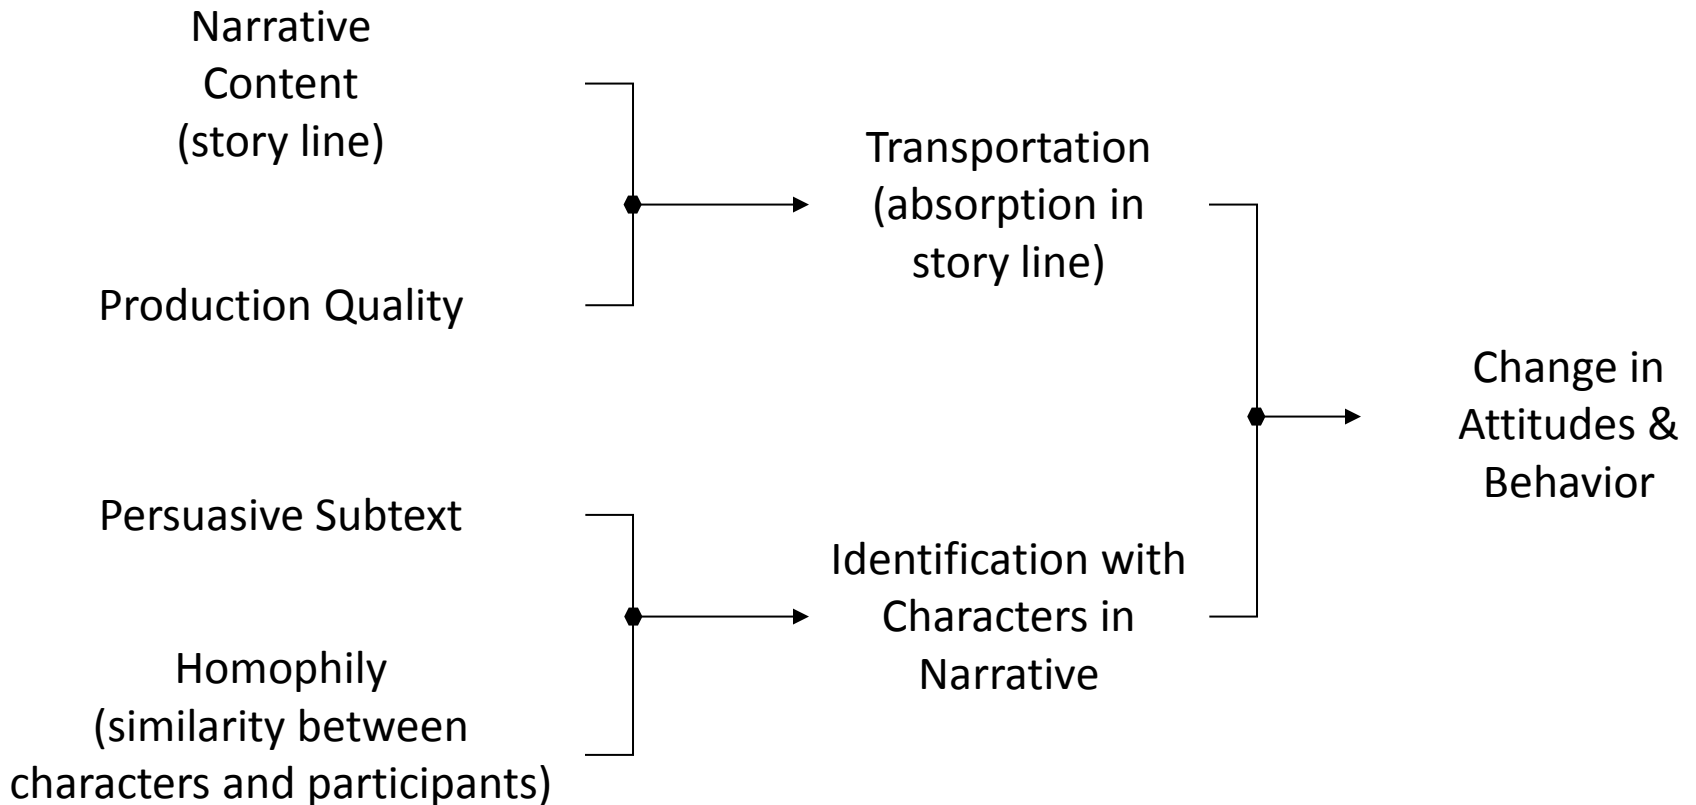 Narrative
Content
(story line)
Production Quality
Persuasive Subtext
Homophily
(similarity between
characters and participants)
Transportation
(absorption in
story line)
Identification with
Characters in
Narrative
Change in
Attitudes &
Behavior